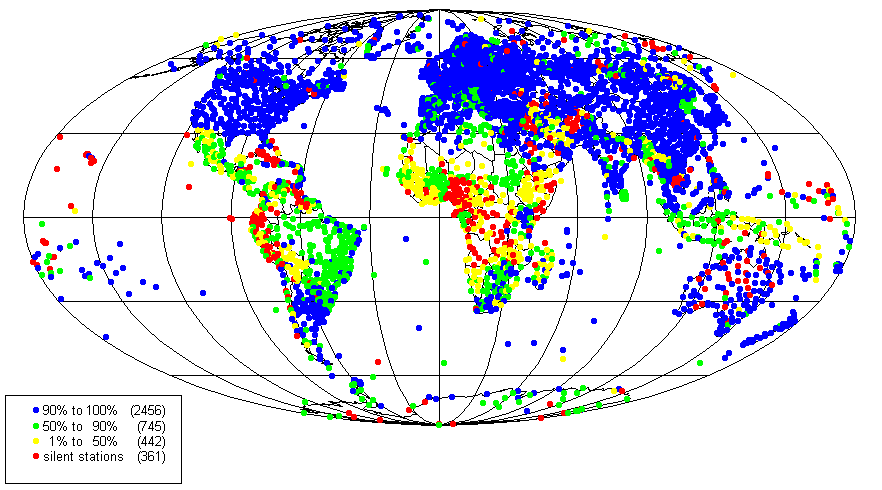 90% to 100% (2456)
50% to 90% (745)
1% to 50% (442)
silent stations (361)